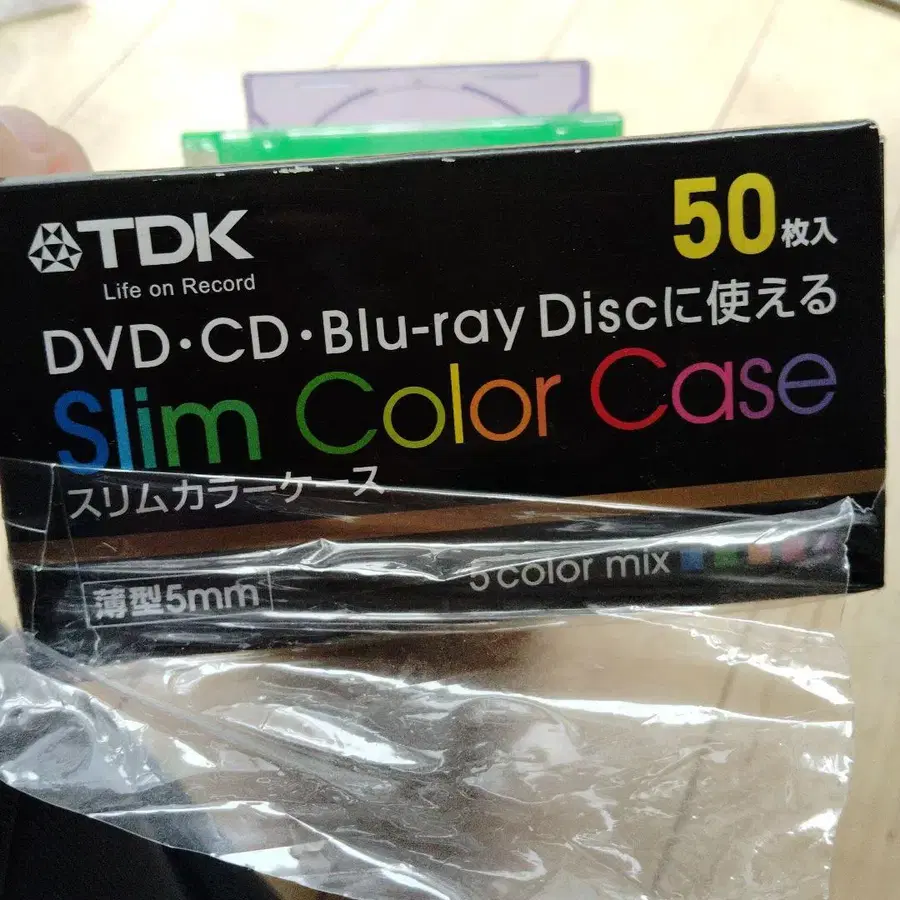 TDK
Life on Record
50枚入
DVD・CD・Blu-ray Discに使える
Slim Color Case
スリムカラーケース
薄型5mm
5 color mix